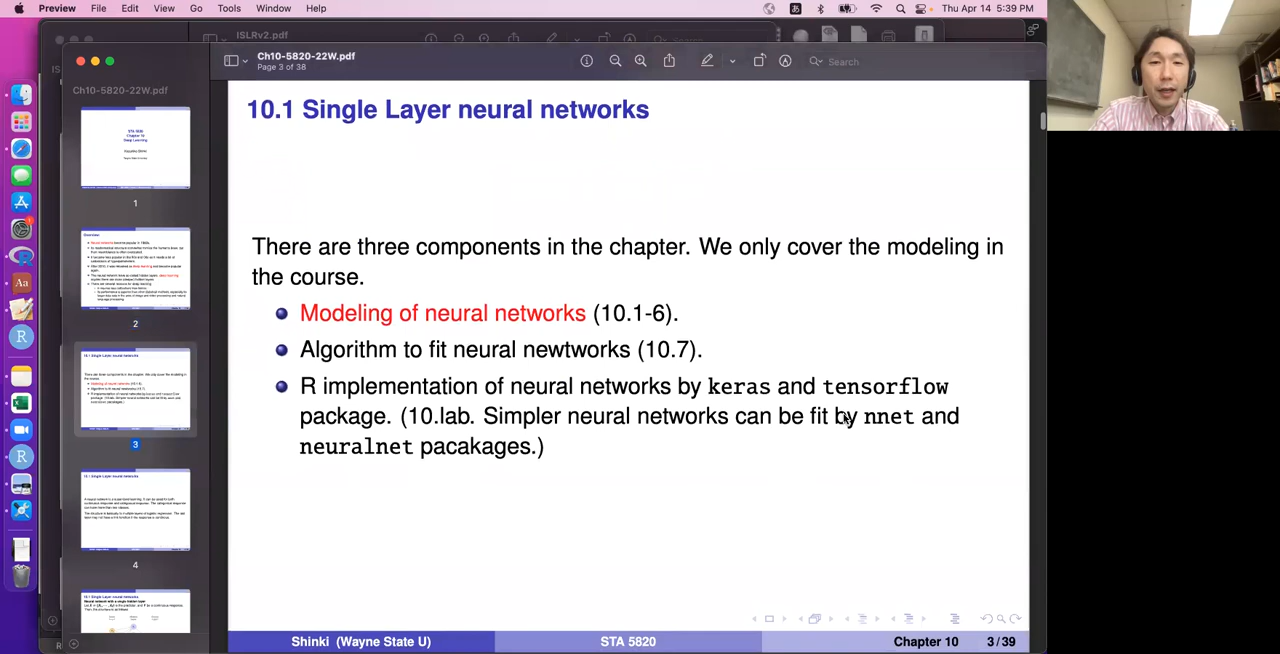 Preview File Edit View Go Tools Window Help Thu Apr 14 5:39 PM
ISLRv2.pdf
Ch10-5820-22W.pdf
Page 3 of 38
Search
Ch10-5820-22W.pdf
1
2
3
4
10.1 Single Layer neural networks
There are three components in the chapter. We only cover the modeling in
the course.
Modeling of neural networks (10.1-6).
Algorithm to fit neural newtworks (10.7).
R implementation of neural networks by keras and tensorflow
package. (10.lab. Simpler neural networks can be fit by nnet and
neuralnet pacakages.)
Shinki (Wayne State U) STA 5820 Chapter 10 3/39